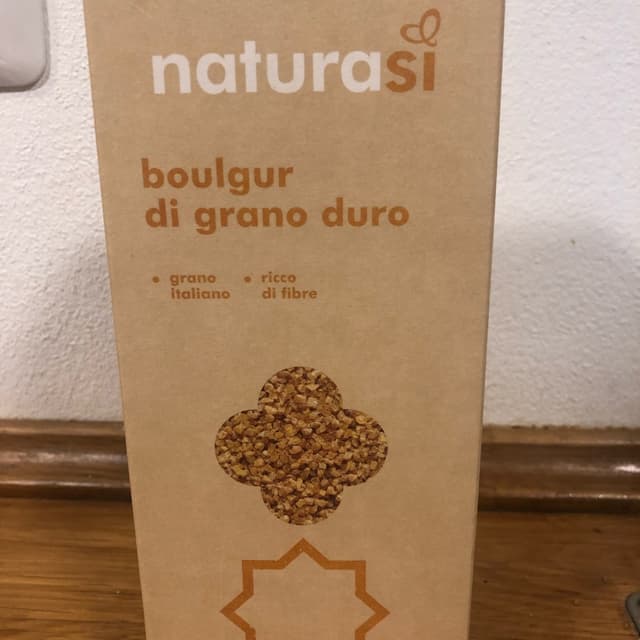 naturasì
boulgur
di grano duro
• grano • ricco
italiano di fibre